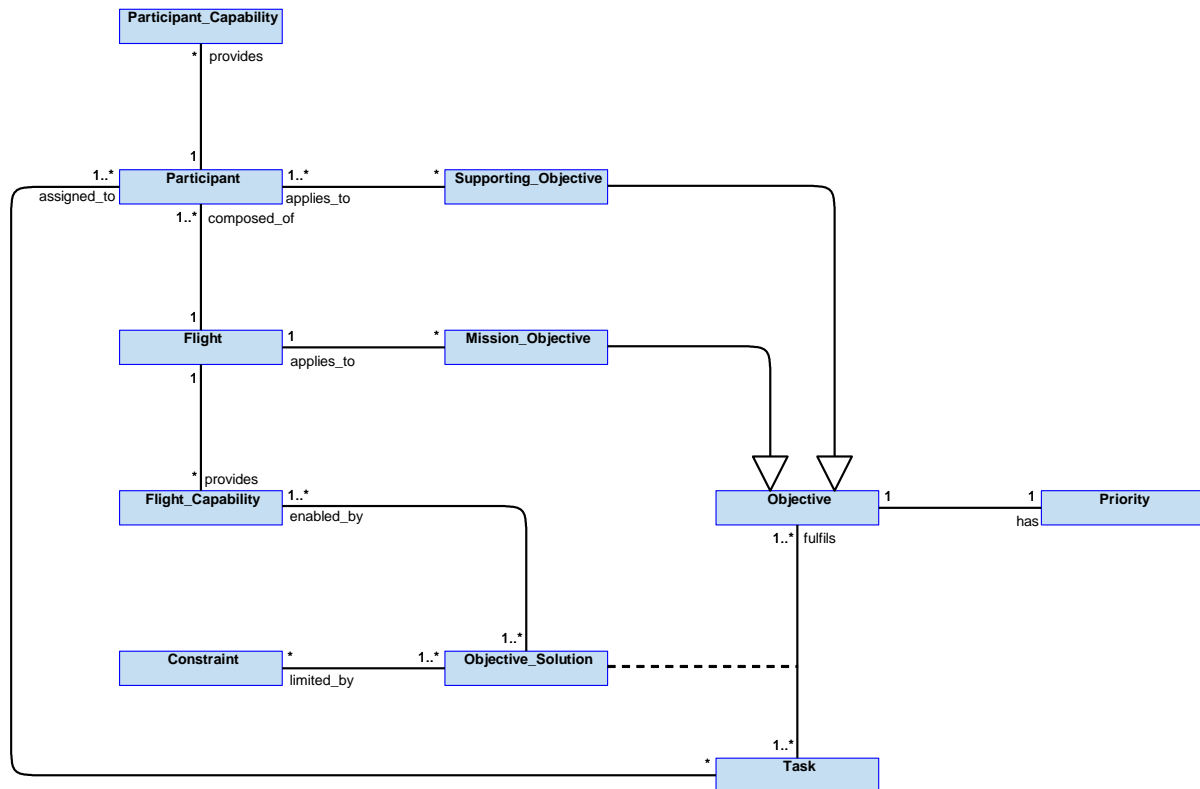 Participant_Capability
* provides
1
1..* Participant 1..* * Supporting_Objective
assigned_to applies_to
1..* composed_of
1
Flight 1 * Mission_Objective
applies_to
1
* provides
Flight_Capability 1..* Objective 1 1 Priority
enabled_by has
1..* fulfils
1..*
Constraint * 1..* Objective_Solution
limited_by
1..*
* Task